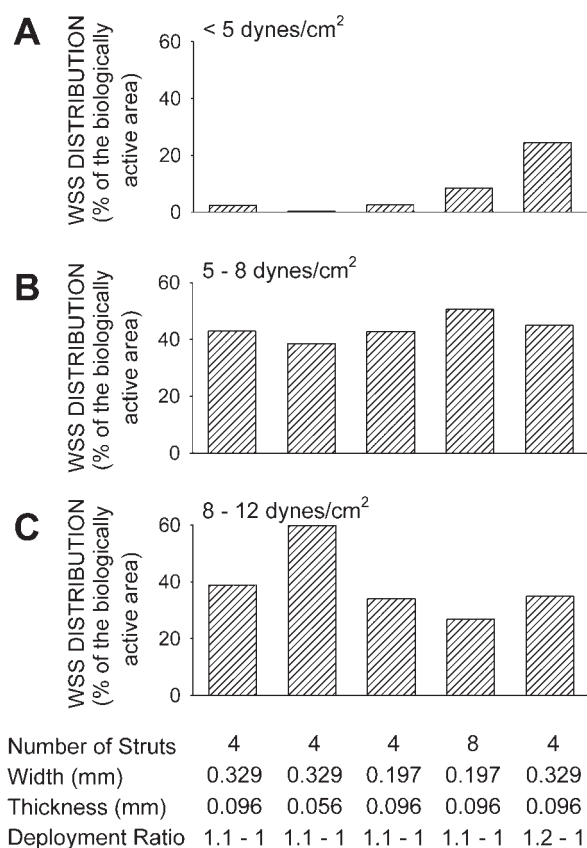 A
< 5 dynes/cm²
WSS DISTRIBUTION
(% of the biologically
active area)
60
40
20
0
B
5 - 8 dynes/cm²
WSS DISTRIBUTION
(% of the biologically
active area)
60
40
20
0
C
8 - 12 dynes/cm²
WSS DISTRIBUTION
(% of the biologically
active area)
60
40
20
0
Number of Struts 4 4 4 8 4
Width (mm) 0.329 0.329 0.197 0.197 0.329
Thickness (mm) 0.096 0.056 0.096 0.096 0.096
Deployment Ratio 1.1 - 1 1.1 - 1 1.1 - 1 1.1 - 1 1.2 - 1